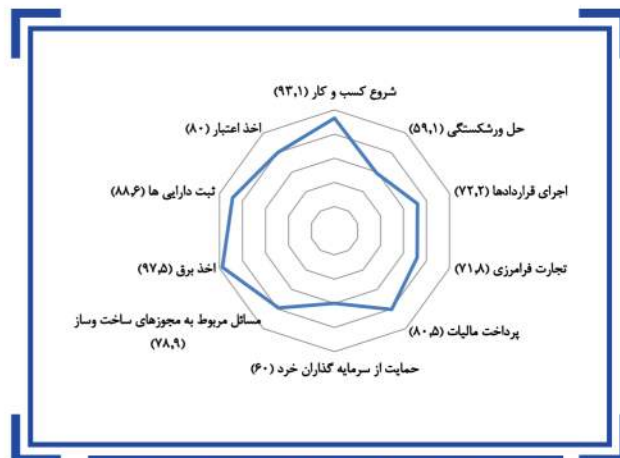 شروع کسب و کار (۹۳,۱)
حل ورشکستگی (۵۹,۱)
اخذ اعتبار (۸۰)
اجرای قراردادها (۷۲,۲)
ثبت دارایی ها (۸۸,۶)
تجارت فرامرزی (۷۱,۸)
اخذ برق (۹۷,۵)
پرداخت مالیات (۸۰,۵)
مسائل مربوط به مجوزهای ساخت وساز
(۷۸,۹)
حمایت از سرمایه گذاران خرد (۶۰)